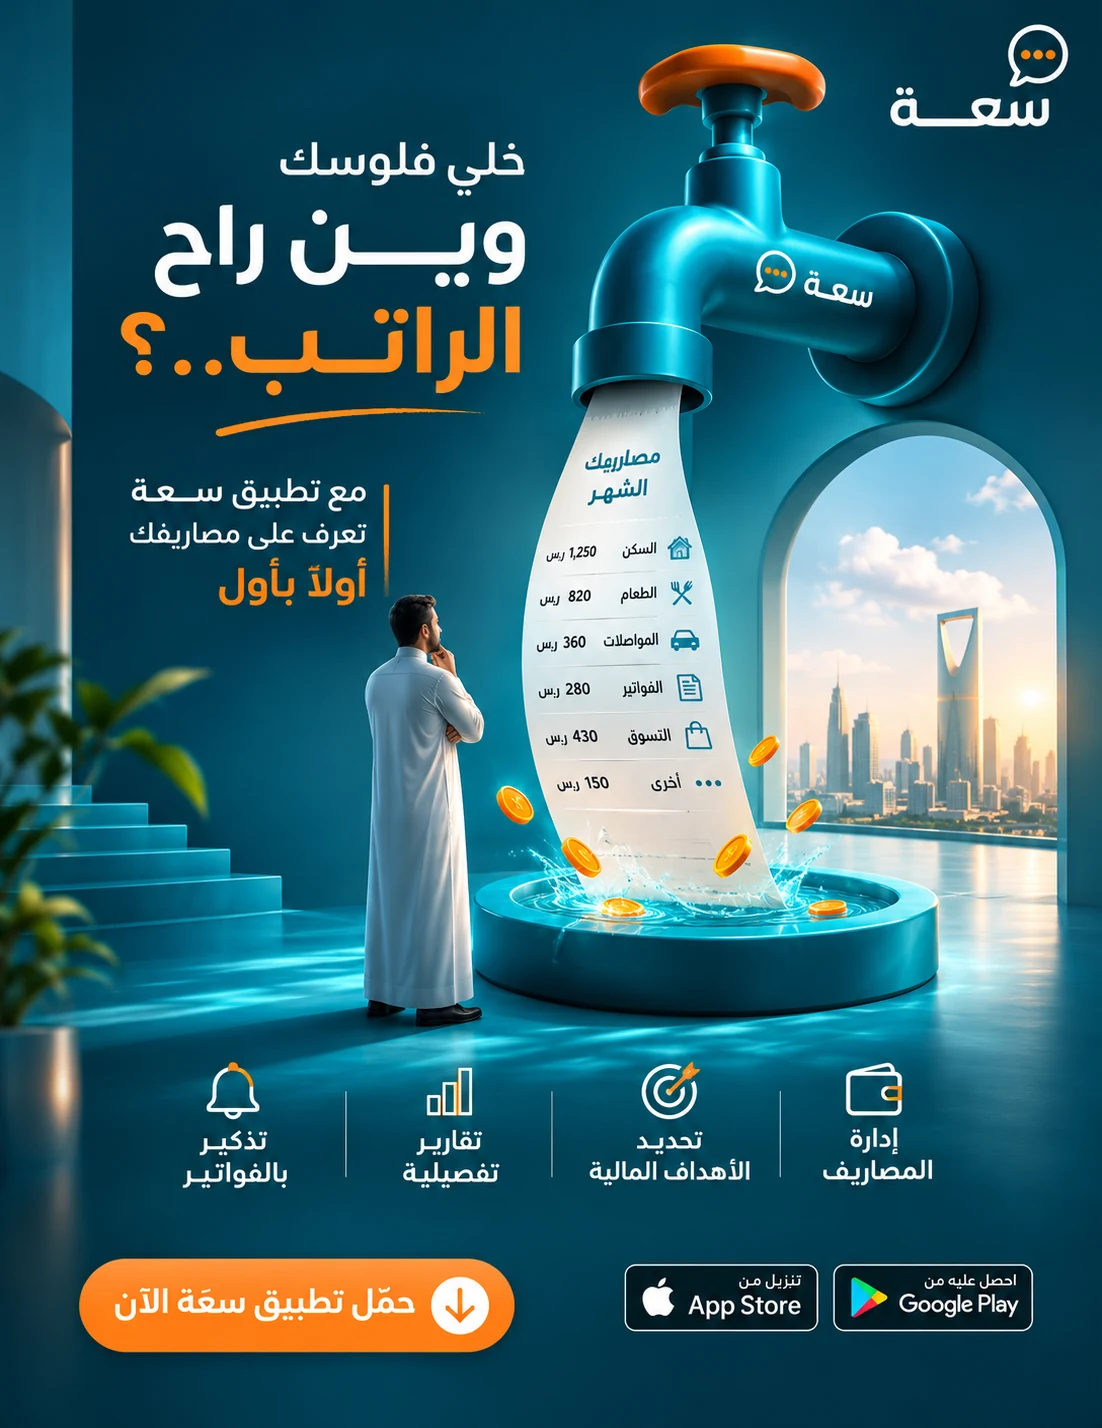 سعة
خلي فلوسك
وين راح
الراتب..؟
سعة
مع تطبيق سعة
تعرف على مصاريفك
أولاً بأول
مصارريك
الشهر
السكن 1,250 ر.س
الطعام 820 ر.س
المواصلات 360 ر.س
الفواتير 280 ر.س
التسوق 430 ر.س
أخرى 150 ر.س
إدارة
المصاريف
تحديد
الأهداف المالية
تقارير
تفصيلية
تذكير
بالفواتير
احصل عليه من
Google Play
تنزيل من
App Store
حمّل تطبيق سعَة الآن